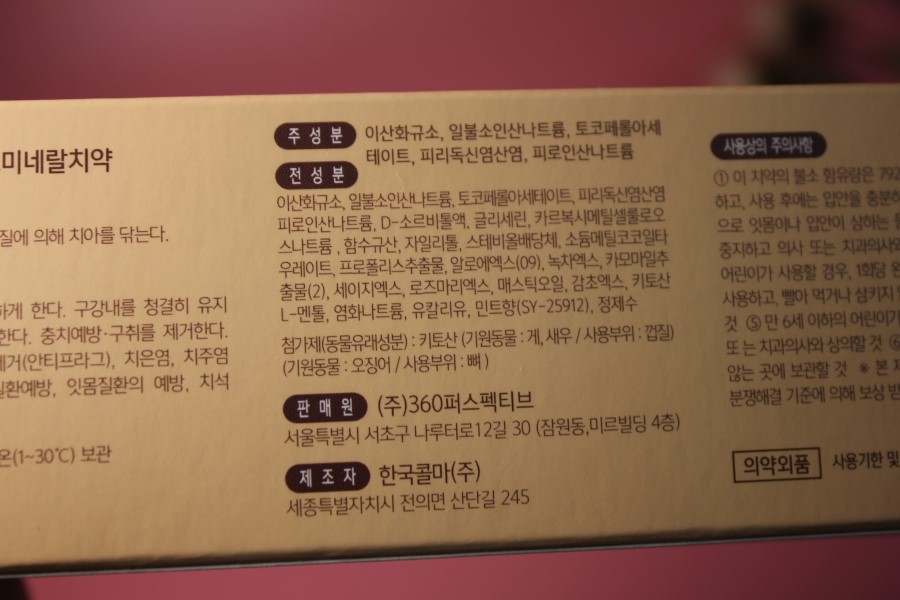 미네랄치약
질에 의해 치아를 닦는다.
하게 한다. 구강내를 청결히 유지
한다. 충치예방·구취를 제거한다.
제거(안티프라그), 치은염, 치주염
질환예방, 잇몸질환의 예방, 치석
온(1~30℃) 보관
주 성 분 이산화규소, 일불소인산나트륨, 토코페롤아세
테이트, 피리독신염산염, 피로인산나트륨
전 성 분
이산화규소, 일불소인산나트륨, 토코페롤아세테이트, 피리독신염산염
피로인산나트륨, D-소르비톨액, 글리세린, 카르복시메틸셀룰로오
스나트륨 , 함수규산, 자일리톨, 스테비올배당체, 소듐메틸코코일타
우레이트, 프로폴리스추출물, 알로에엑스(09), 녹차엑스, 카모마일추
출물(2), 세이지엑스, 로즈마리엑스, 매스틱오일, 감초엑스, 키토산
L-멘톨, 염화나트륨, 유칼리유, 민트향(SY-25912), 정제수
첨가제(동물유래성분) : 키토산 (기원동물 : 게, 새우 / 사용부위 : 껍질)
(기원동물 : 오징어 / 사용부위 : 뼈 )
판 매 원 (주)360퍼스펙티브
서울특별시 서초구 나루터로12길 30 (잠원동,미르빌딩 4층)
제 조 자 한국콜마(주)
세종특별자치시 전의면 산단길 245
사용상의 주의사항
① 이 치약의 불소 함유량은 792
하고, 사용 후에는 입안을 충분히
으로 잇몸이나 입안이 상하는
중지하고 의사 또는 치과의사와
어린이가 사용할 경우, 1회당
사용하고, 빨아 먹거나 삼키지
것 ⑤ 만 6세 이하의 어린이가
또 는 치과의사와 상의할 것 ⑥
않는 곳에 보관할 것 ※ 본 제
분쟁해결 기준에 의해 보상 받
의약외품 사용기한 및